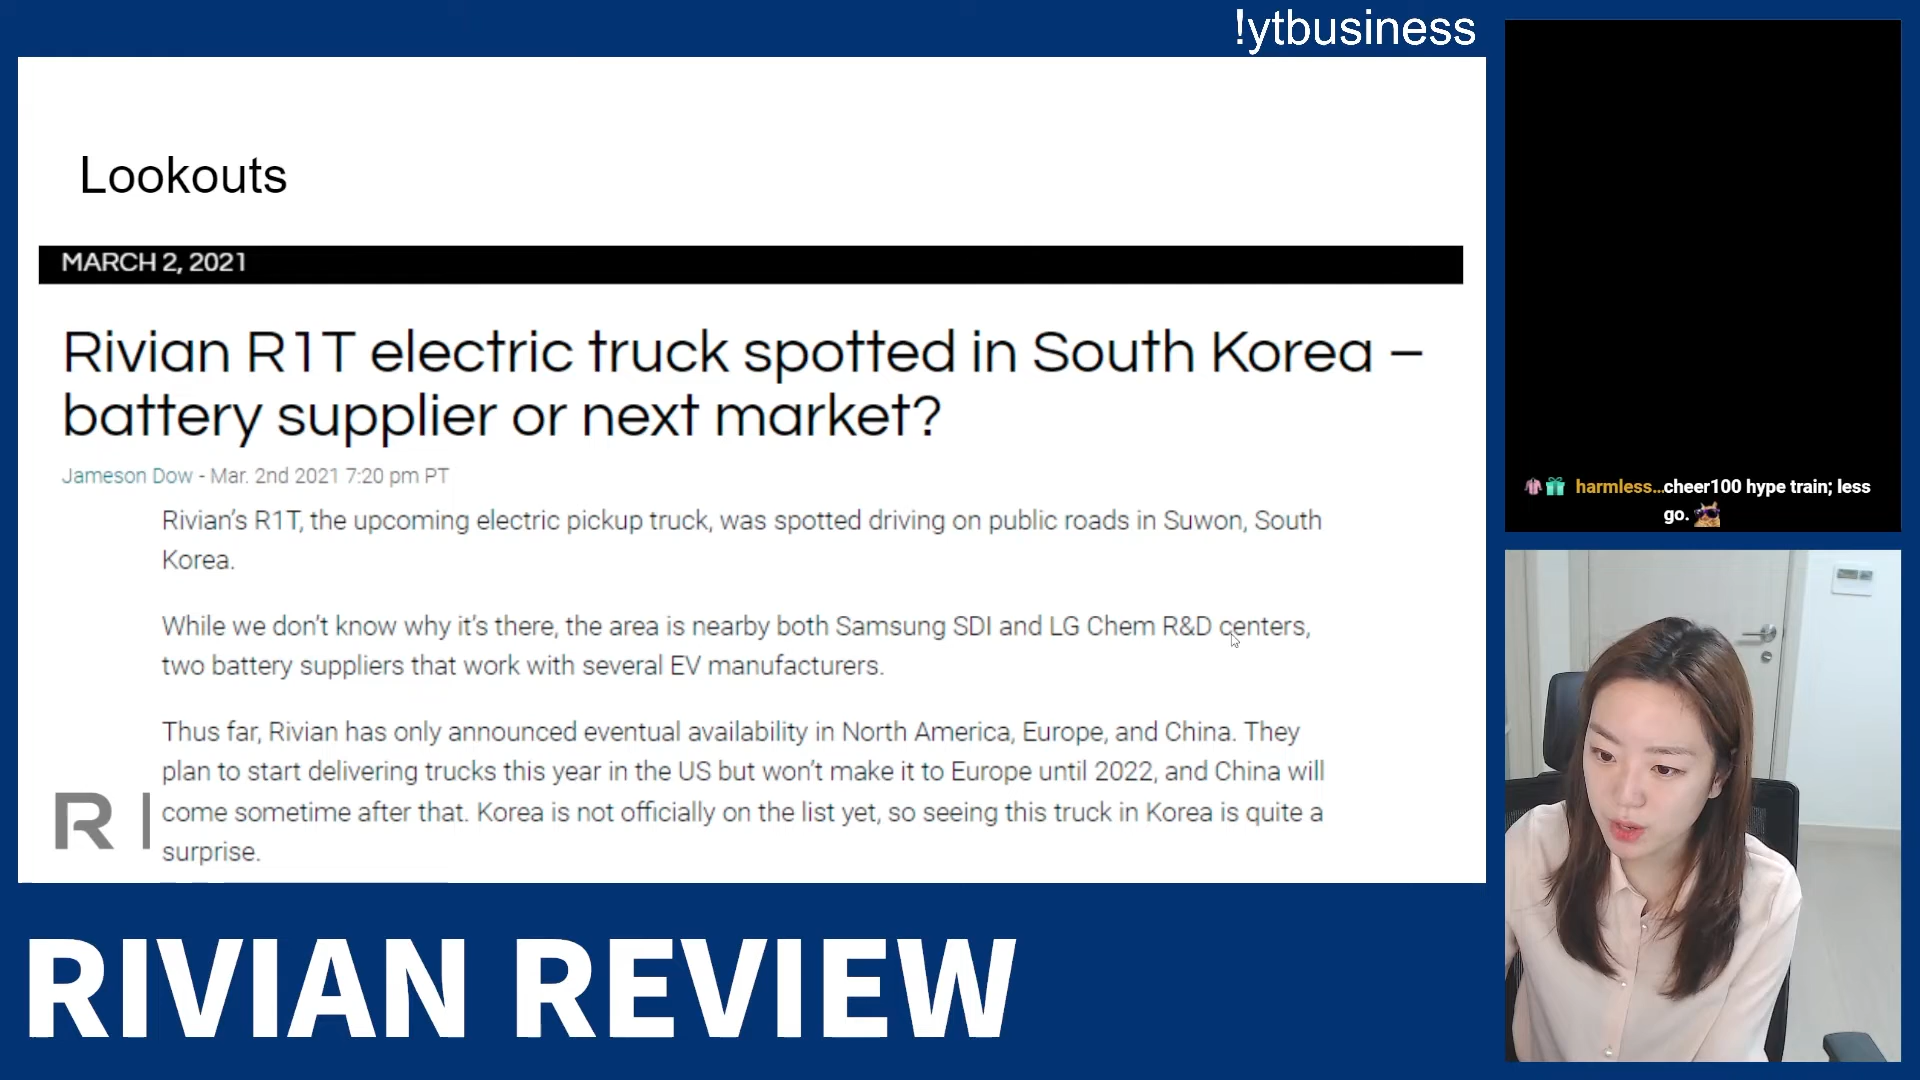 !ytbusiness
Lookouts
MARCH 2, 2021
Rivian R1T electric truck spotted in South Korea –
battery supplier or next market?
Jameson Dow - Mar. 2nd 2021 7:20 pm PT
Rivian's R1T, the upcoming electric pickup truck, was spotted driving on public roads in Suwon, South
Korea.
While we don't know why it's there, the area is nearby both Samsung SDI and LG Chem R&D centers,
two battery suppliers that work with several EV manufacturers.
Thus far, Rivian has only announced eventual availability in North America, Europe, and China. They
plan to start delivering trucks this year in the US but won't make it to Europe until 2022, and China will
come sometime after that. Korea is not officially on the list yet, so seeing this truck in Korea is quite a
surprise.
R |
harmless…cheer100 hype train; less
go.
RIVIAN REVIEW